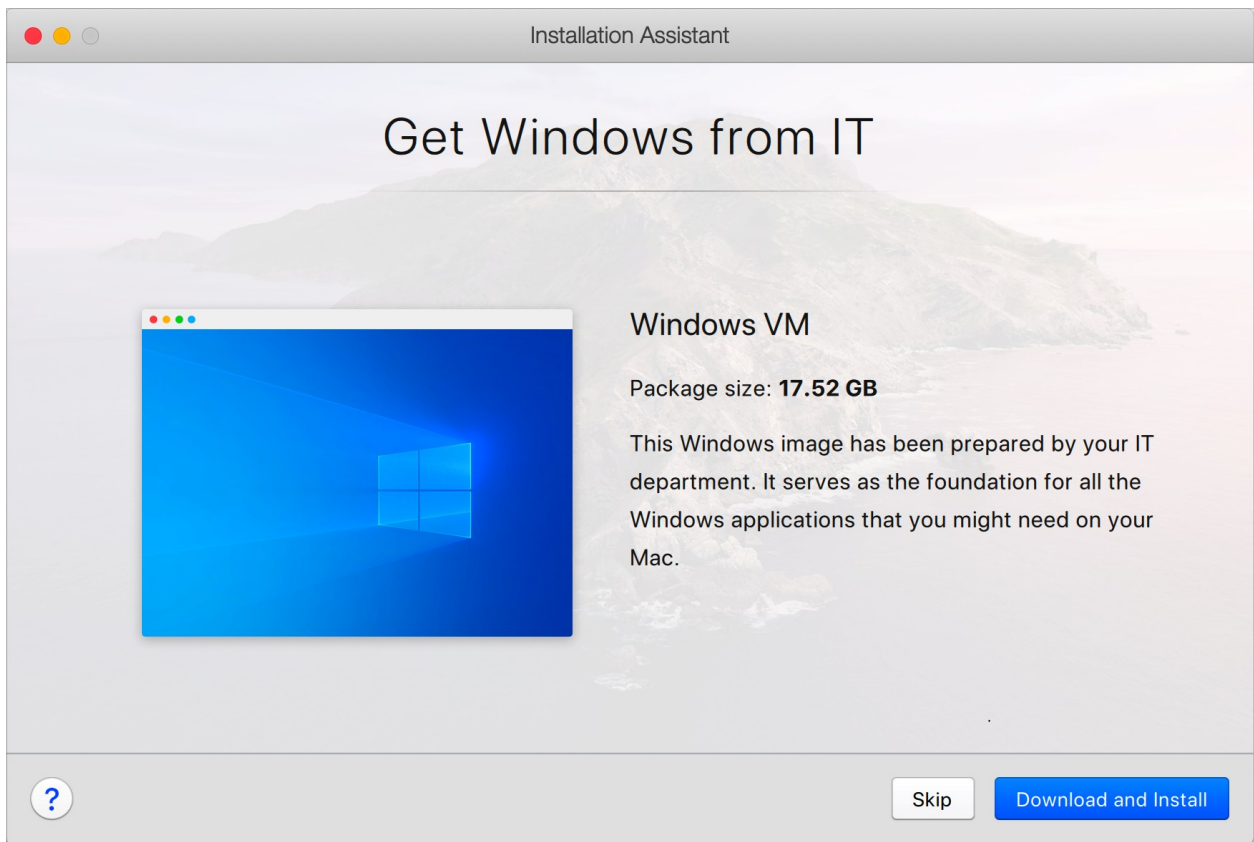 Installation Assistant
Get Windows from IT
Windows VM
Package size: 17.52 GB
This Windows image has been prepared by your IT
department. It serves as the foundation for all the
Windows applications that you might need on your
Mac.
?
Skip
Download and Install